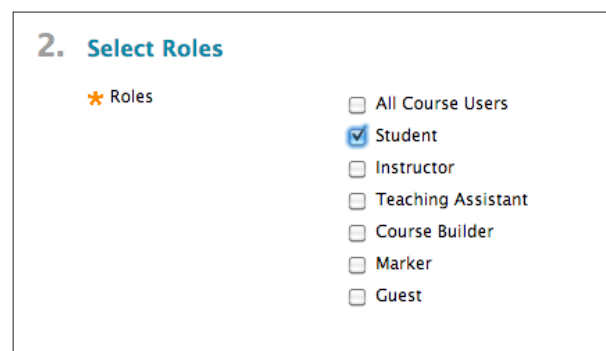 2. Select Roles
* Roles
All Course Users
Student
Instructor
Teaching Assistant
Course Builder
Marker
Guest